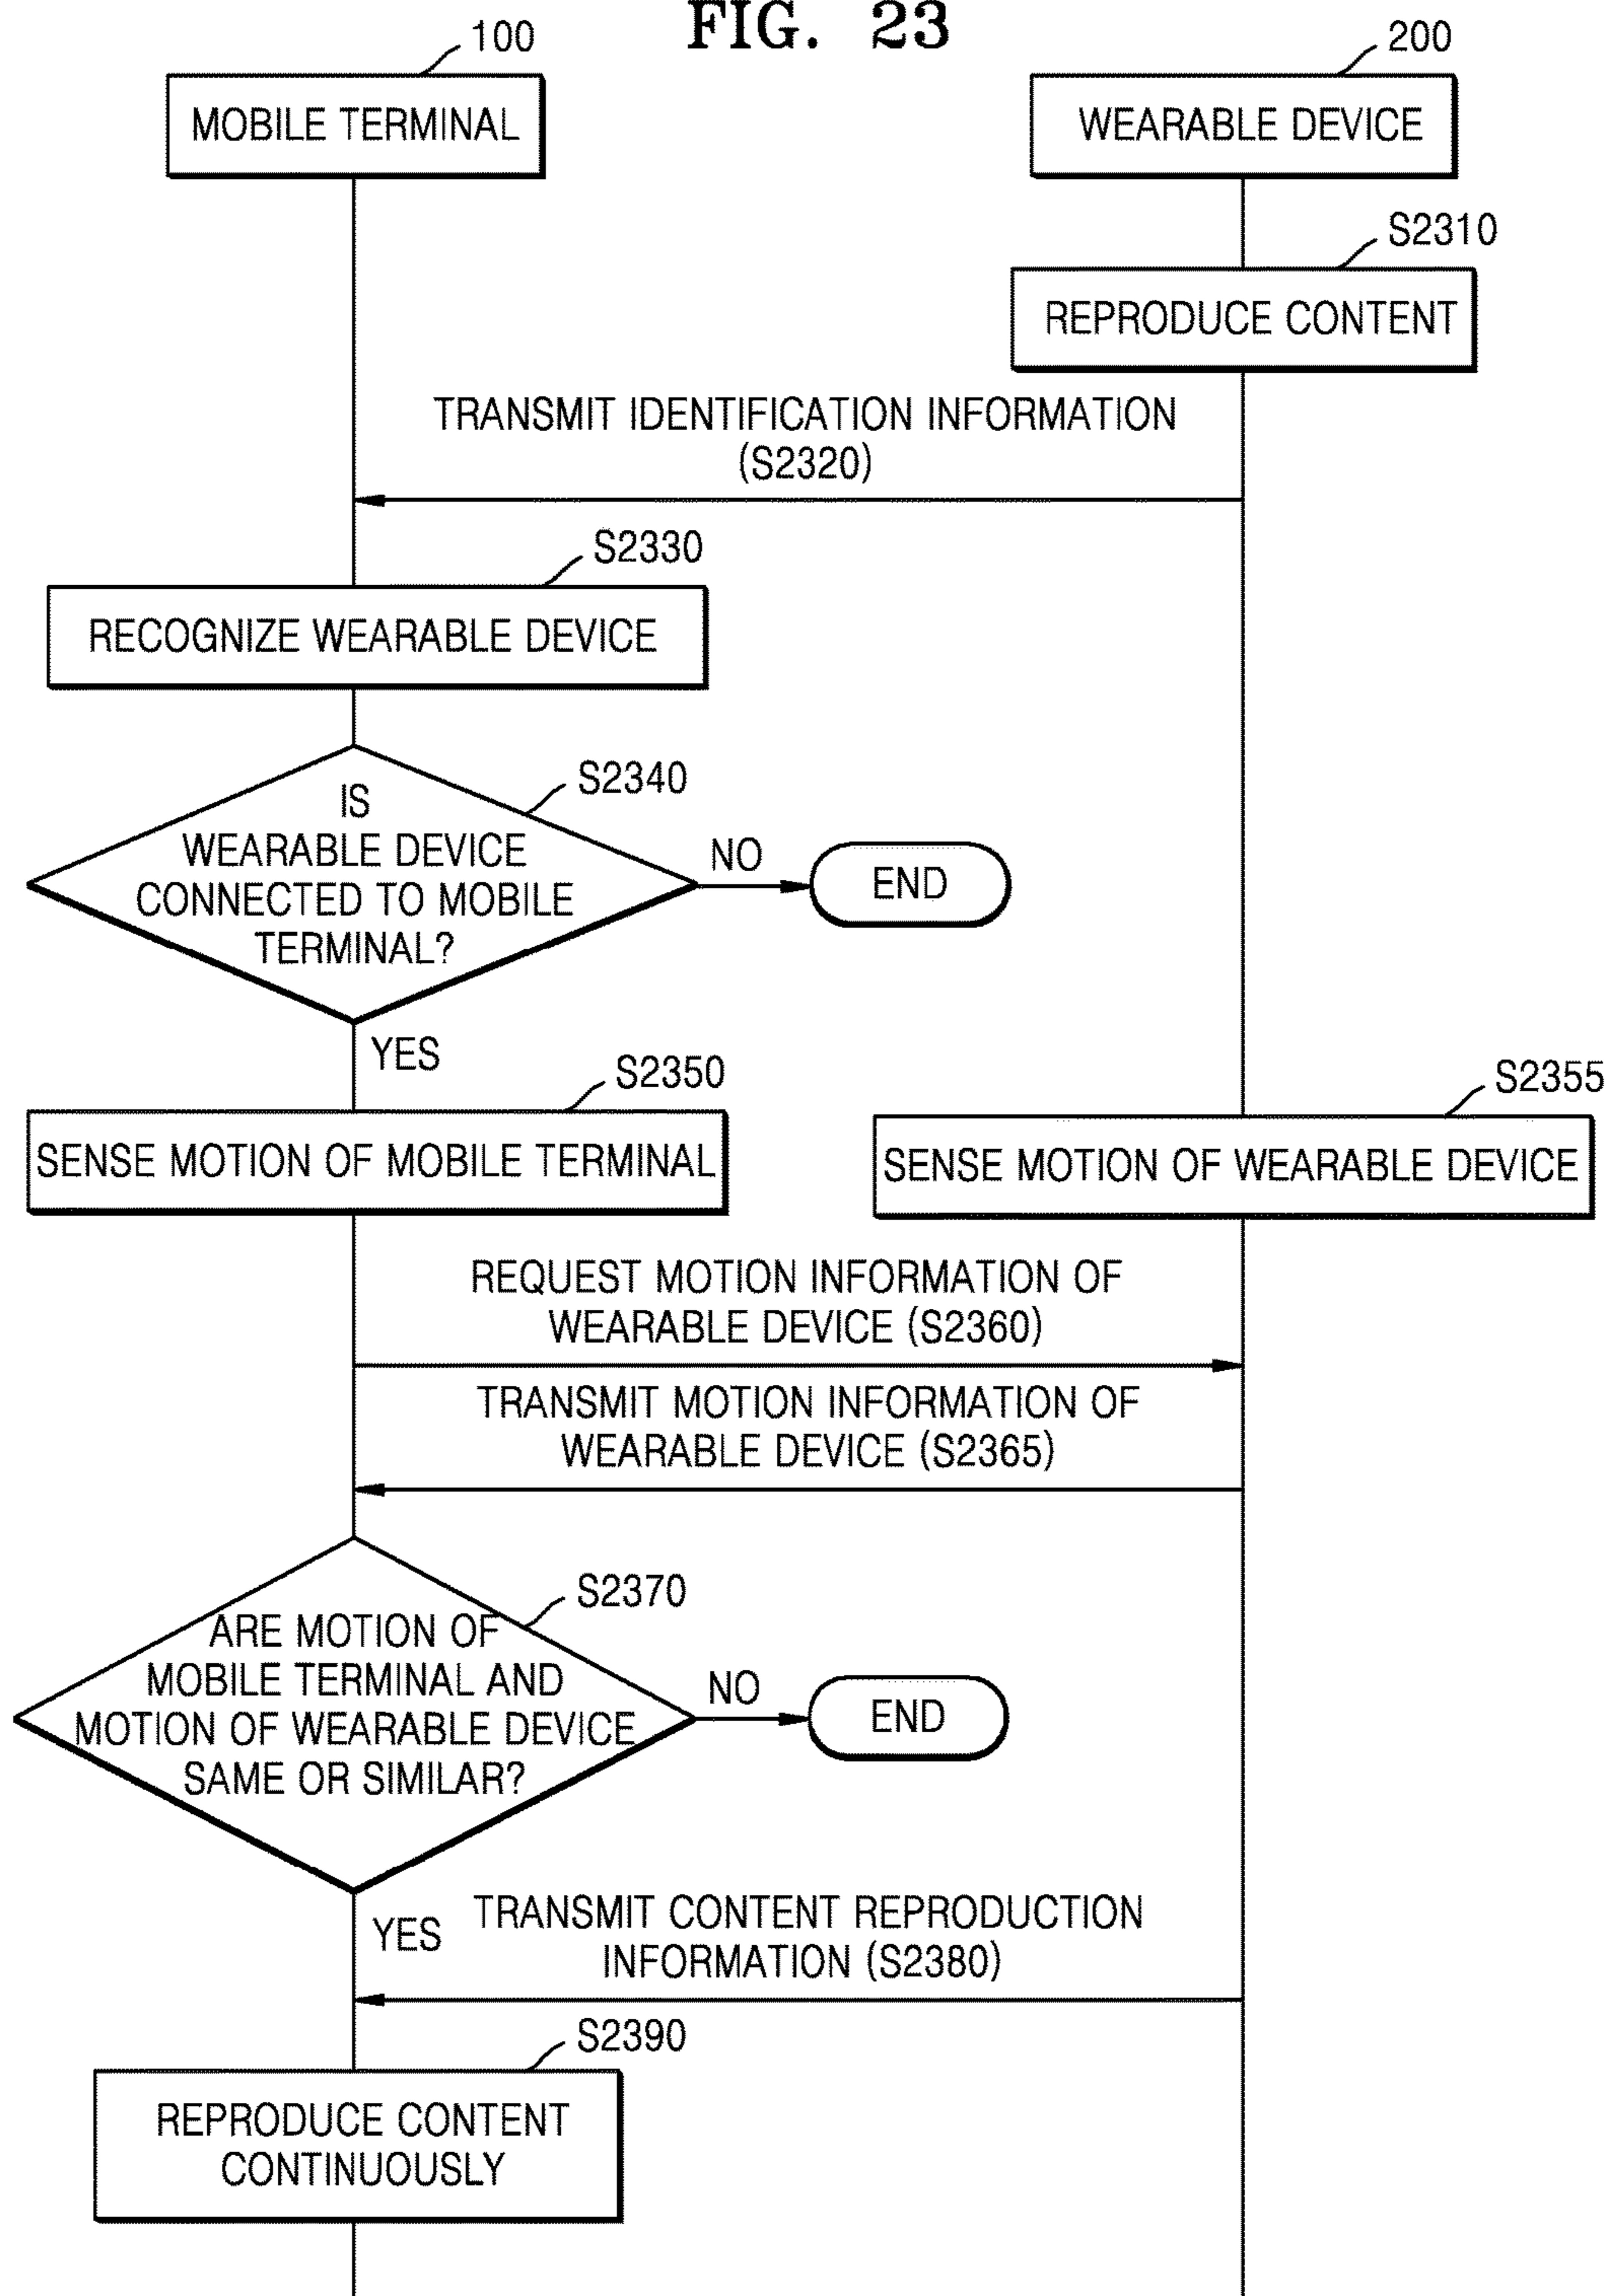 FIG. 23
100
200
MOBILE TERMINAL
WEARABLE DEVICE
S2310
REPRODUCE CONTENT
TRANSMIT IDENTIFICATION INFORMATION
(S2320)
S2330
RECOGNIZE WEARABLE DEVICE
S2340
IS
WEARABLE DEVICE
CONNECTED TO MOBILE
TERMINAL?
NO
END
YES
S2350
S2355
SENSE MOTION OF MOBILE TERMINAL
SENSE MOTION OF WEARABLE DEVICE
REQUEST MOTION INFORMATION OF
WEARABLE DEVICE (S2360)
TRANSMIT MOTION INFORMATION OF
WEARABLE DEVICE (S2365)
S2370
ARE MOTION OF
MOBILE TERMINAL AND
MOTION OF WEARABLE DEVICE
SAME OR SIMILAR?
NO
END
YES
TRANSMIT CONTENT REPRODUCTION
INFORMATION (S2380)
S2390
REPRODUCE CONTENT
CONTINUOUSLY